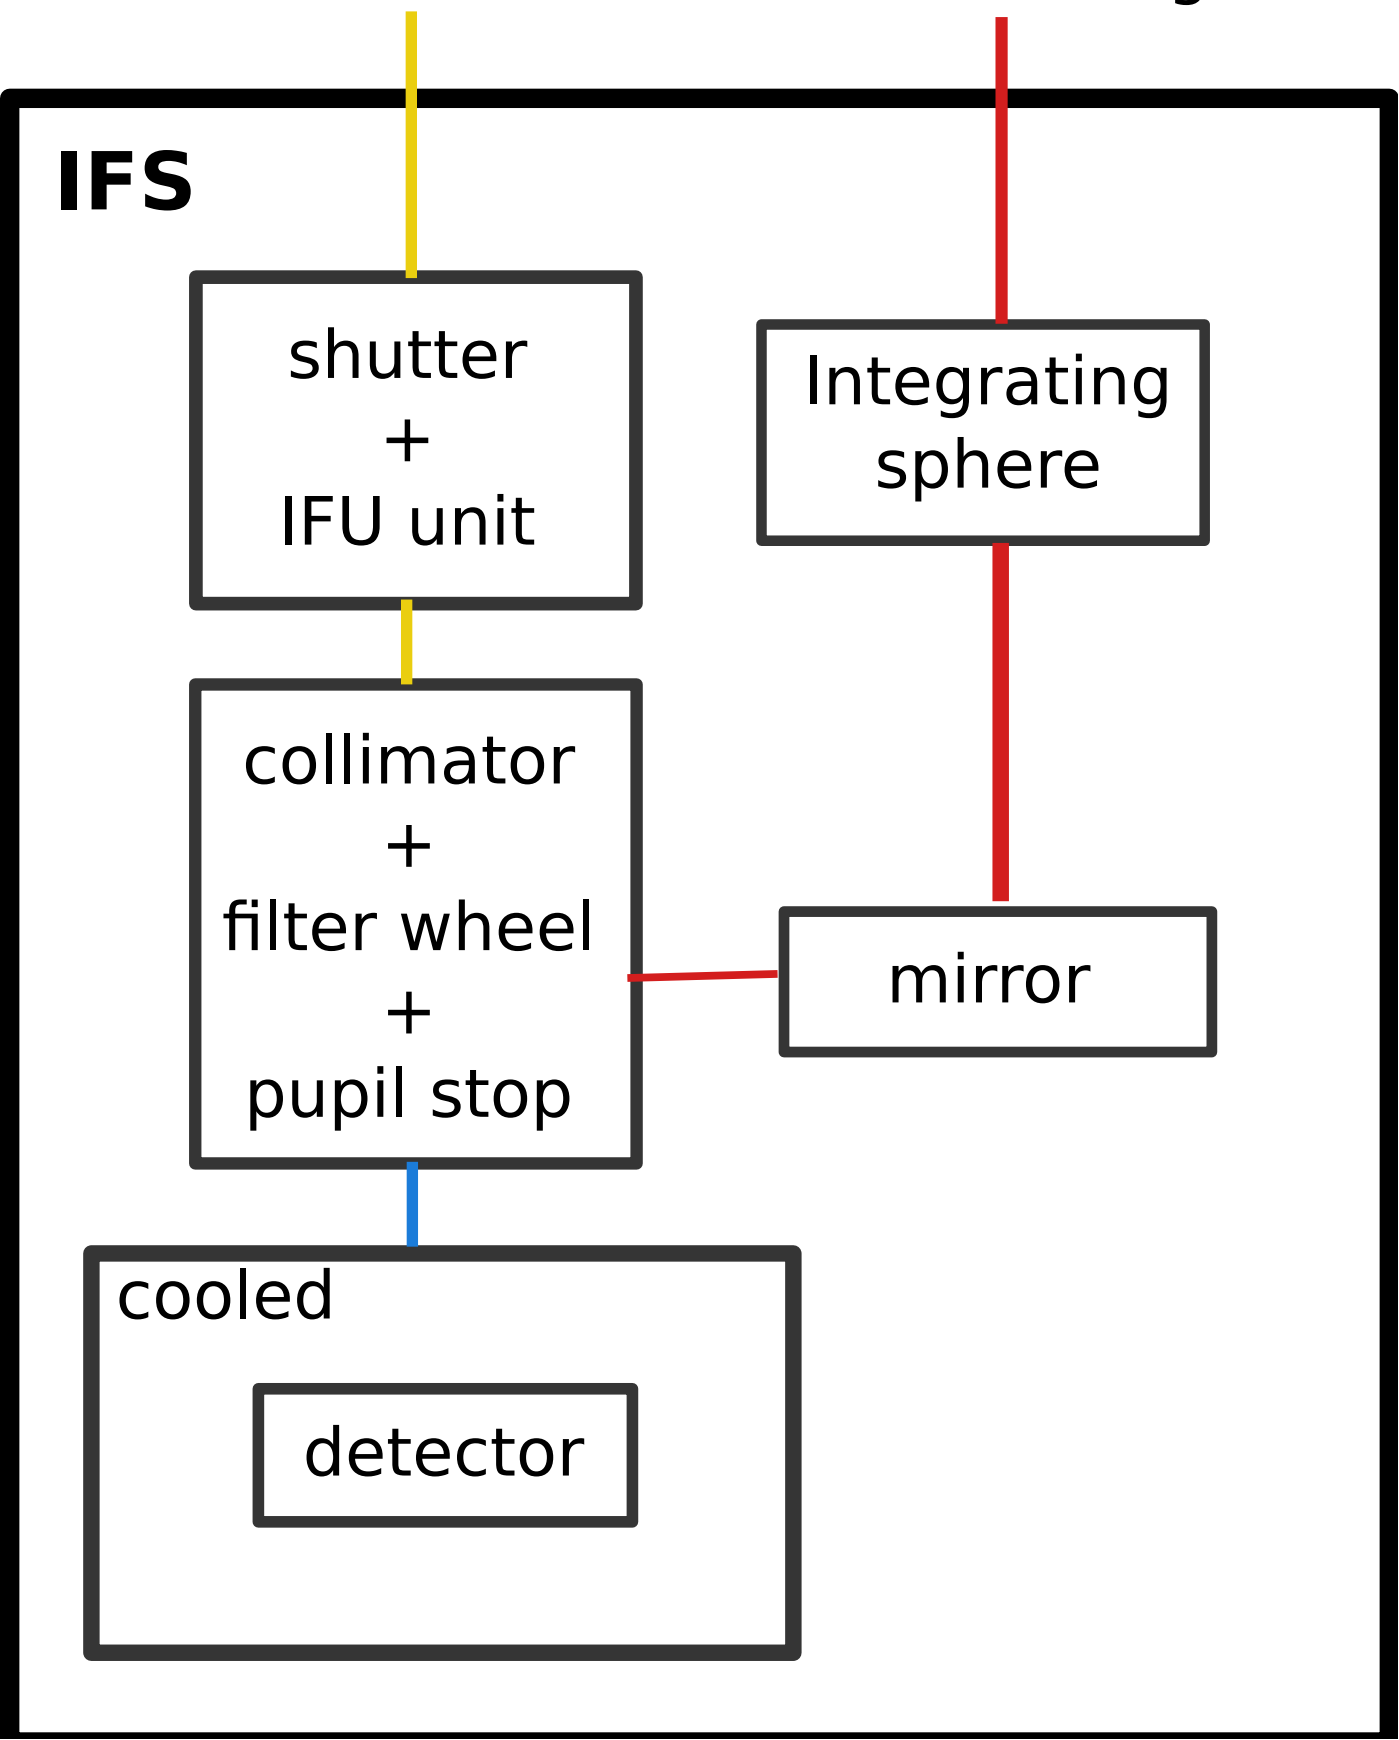 IFS
shutter
+
IFU unit
Integrating
sphere
collimator
+
filter wheel
+
pupil stop
mirror
cooled
detector